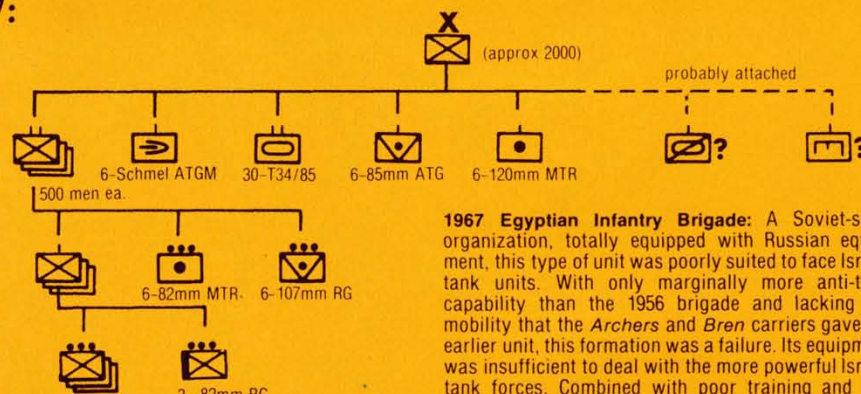 X
(approx 2000)
probably attached
6-Schmel ATGM 30-T34/85 6-85mm ATG 6-120mm MTR
? ?
500 men ea.
6-82mm MTR 6-107mm RG
82mm RG
1967 Egyptian Infantry Brigade: A Soviet-s
organization, totally equipped with Russian eq
ment, this type of unit was poorly suited to face Isr
tank units. With only marginally more anti-t
capability than the 1956 brigade and lacking
mobility that the Archers and Bren carriers gave
earlier unit, this formation was a failure. Its equipm
was insufficient to deal with the more powerful Isr
tank forces. Combined with poor training and